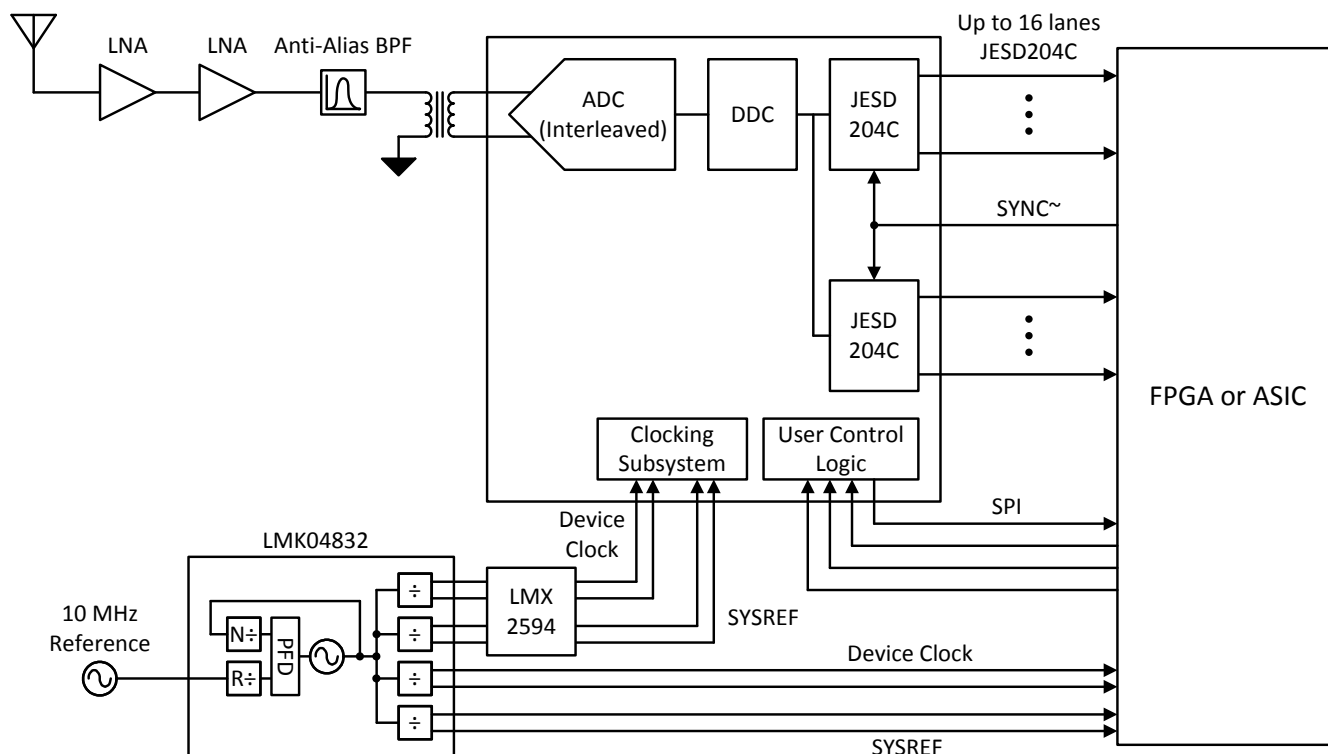 LNA
LNA
Anti-Alias BPF
Up to 16 lanes
JESD204C
ADC
(Interleaved)
DDC
JESD
204C
SYNC~
JESD
204C
FPGA or ASIC
Clocking
Subsystem
User Control
Logic
SPI
Device
Clock
LMK04832
LMX
2594
SYSREF
10 MHz
Reference
N÷
R÷
PFD
÷
÷
÷
÷
Device Clock
SYSREF